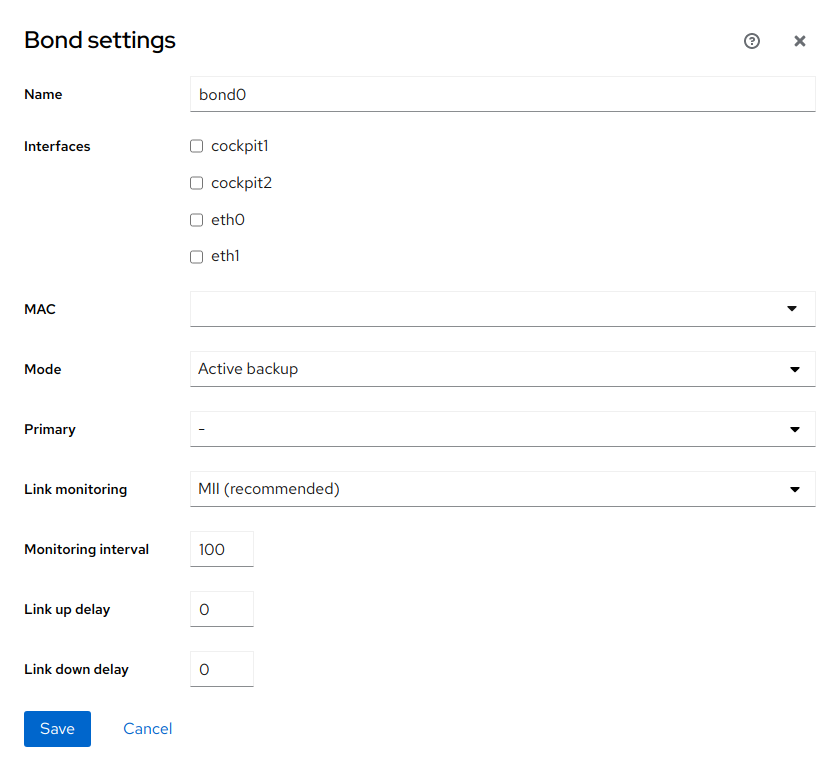 Bond settings
Name bond0
Interfaces cockpit1
cockpit2
eth0
eth1
MAC
Mode Active backup
Primary -
Link monitoring MII (recommended)
Monitoring interval 100
Link up delay 0
Link down delay 0
Save Cancel